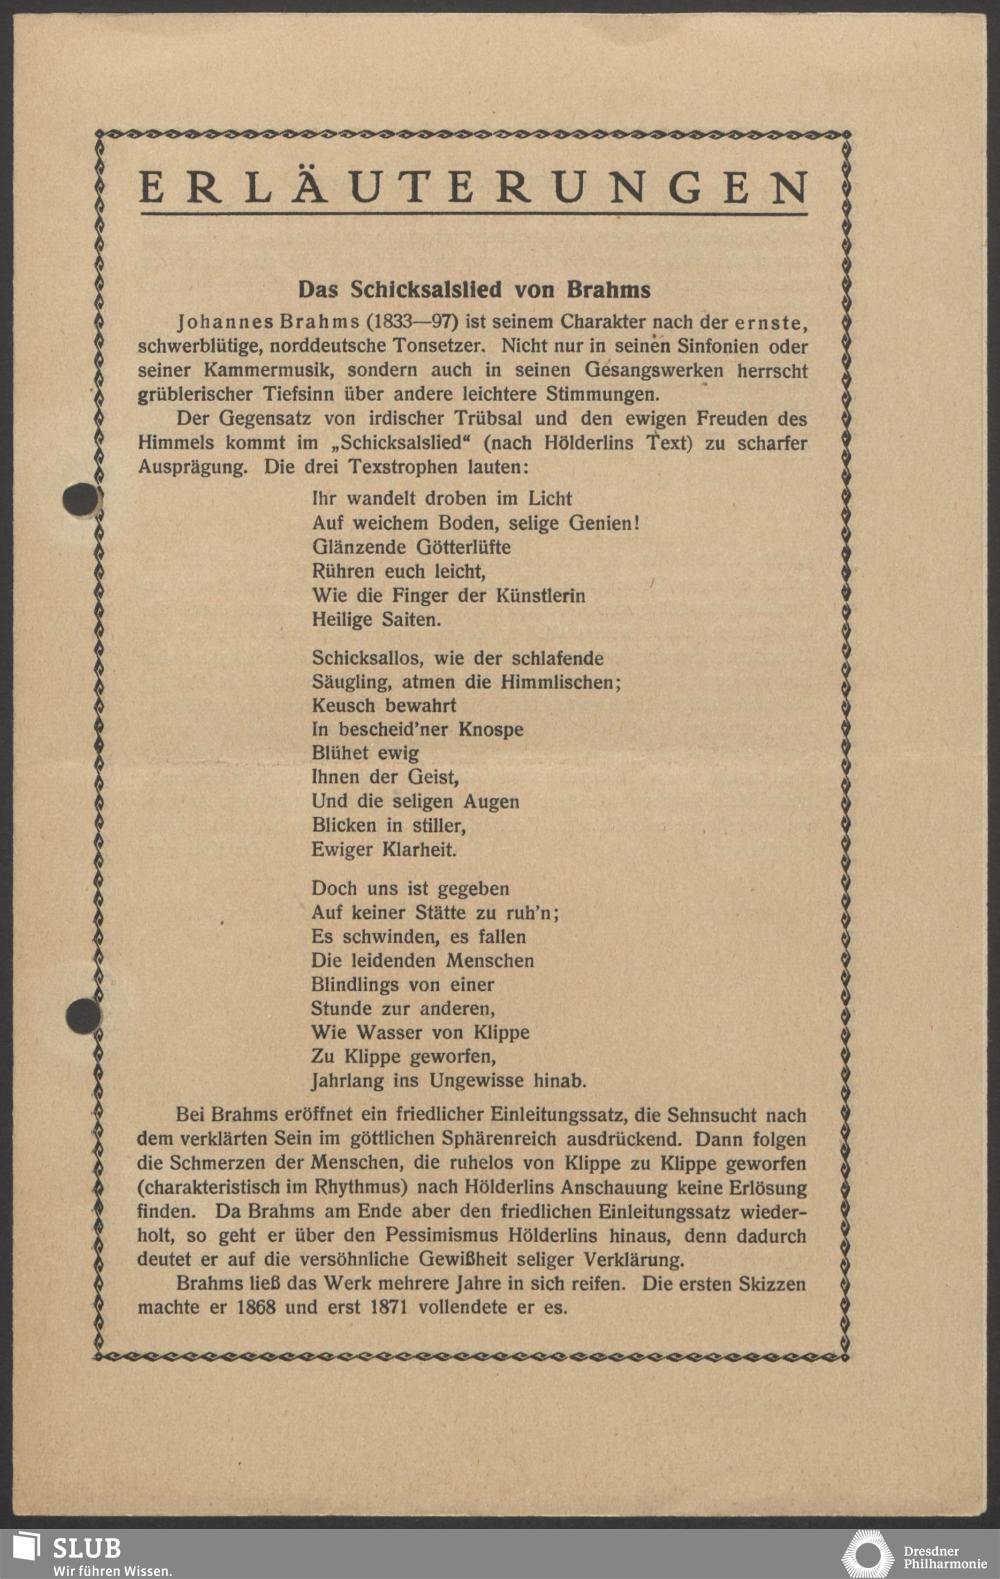 ERLÄUTERUNGEN
Das Schicksalslied von Brahms
Johannes Brahms (1833—97) ist seinem Charakter nach der ernste,
schwerblütige, norddeutsche Tonsetzer. Nicht nur in seinen Sinfonien oder
seiner Kammermusik, sondern auch in seinen Gesangswerken herrscht
grüblerischer Tiefsinn über andere leichtere Stimmungen.
Der Gegensatz von irdischer Trübsal und den ewigen Freuden des
Himmels kommt im „Schicksalslied“ (nach Hölderlins Text) zu scharfer
Ausprägung. Die drei Texstrophen lauten:
Ihr wandelt droben im Licht
Auf weichem Boden, selige Genien!
Glänzende Götterlüfte
Rühren euch leicht,
Wie die Finger der Künstlerin
Heilige Saiten.
Schicksallos, wie der schlafende
Säugling, atmen die Himmlischen;
Keusch bewahrt
In bescheid'ner Knospe
Blühet ewig
Ihnen der Geist,
Und die seligen Augen
Blicken in stiller,
Ewiger Klarheit.
Doch uns ist gegeben
Auf keiner Stätte zu ruh'n;
Es schwinden, es fallen
Die leidenden Menschen
Blindlings von einer
Stunde zur anderen,
Wie Wasser von Klippe
Zu Klippe geworfen,
Jahrlang ins Ungewisse hinab.
Bei Brahms eröffnet ein friedlicher Einleitungssatz, die Sehnsucht nach
dem verklärten Sein im göttlichen Sphärenreich ausdrückend. Dann folgen
die Schmerzen der Menschen, die ruhelos von Klippe zu Klippe geworfen
(charakteristisch im Rhythmus) nach Hölderlins Anschauung keine Erlösung
finden. Da Brahms am Ende aber den friedlichen Einleitungssatz wieder-
holt, so geht er über den Pessimismus Hölderlins hinaus, denn dadurch
deutet er auf die versöhnliche Gewißheit seliger Verklärung.
Brahms ließ das Werk mehrere Jahre in sich reifen. Die ersten Skizzen
machte er 1868 und erst 1871 vollendete er es.
SLUB
Wir führen Wissen.
Dresdner
Philharmonie